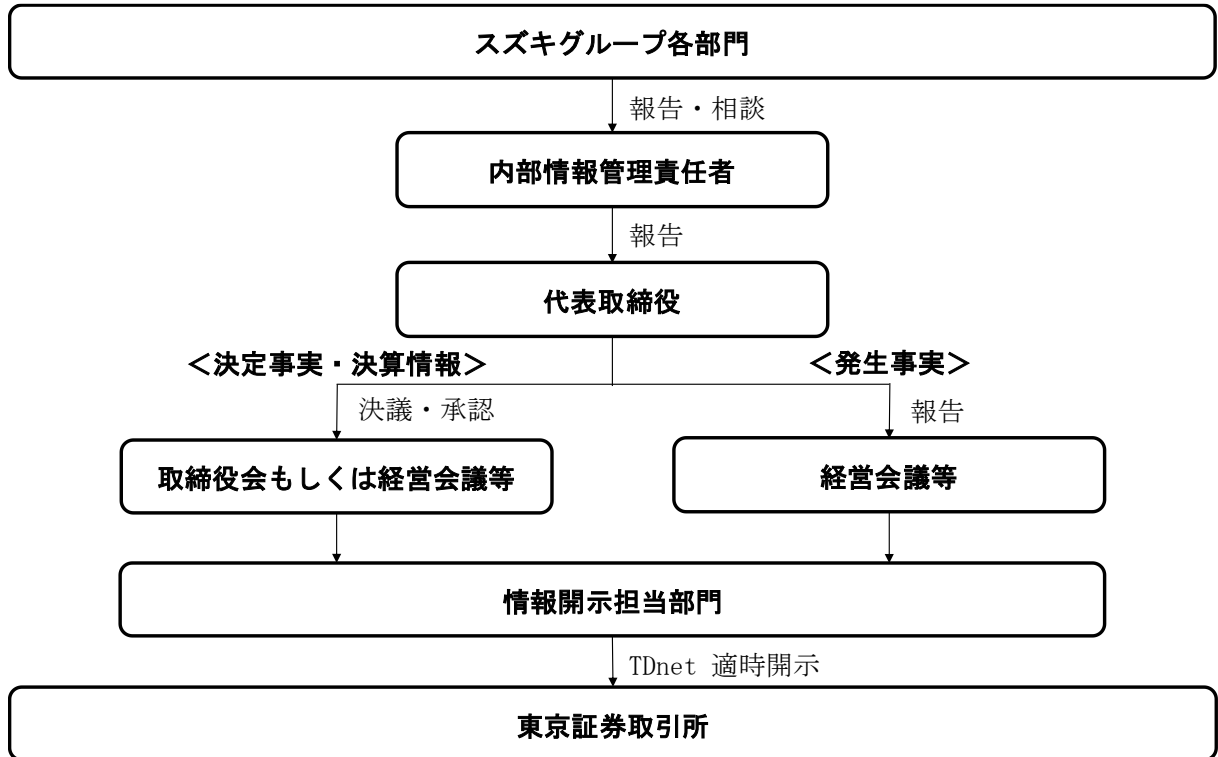 スズキグループ各部門
報告・相談
内部情報管理責任者
報告
代表取締役
＜決定事実・決算情報＞
＜発生事実＞
決議・承認
報告
取締役会もしくは経営会議等
経営会議等
情報開示担当部門
TDnet 適時開示
東京証券取引所